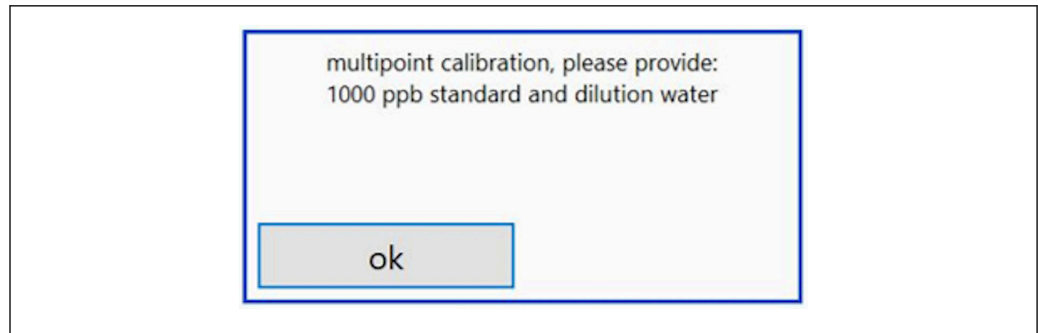 multipoint calibration, please provide:
1000 ppb standard and dilution water
ok